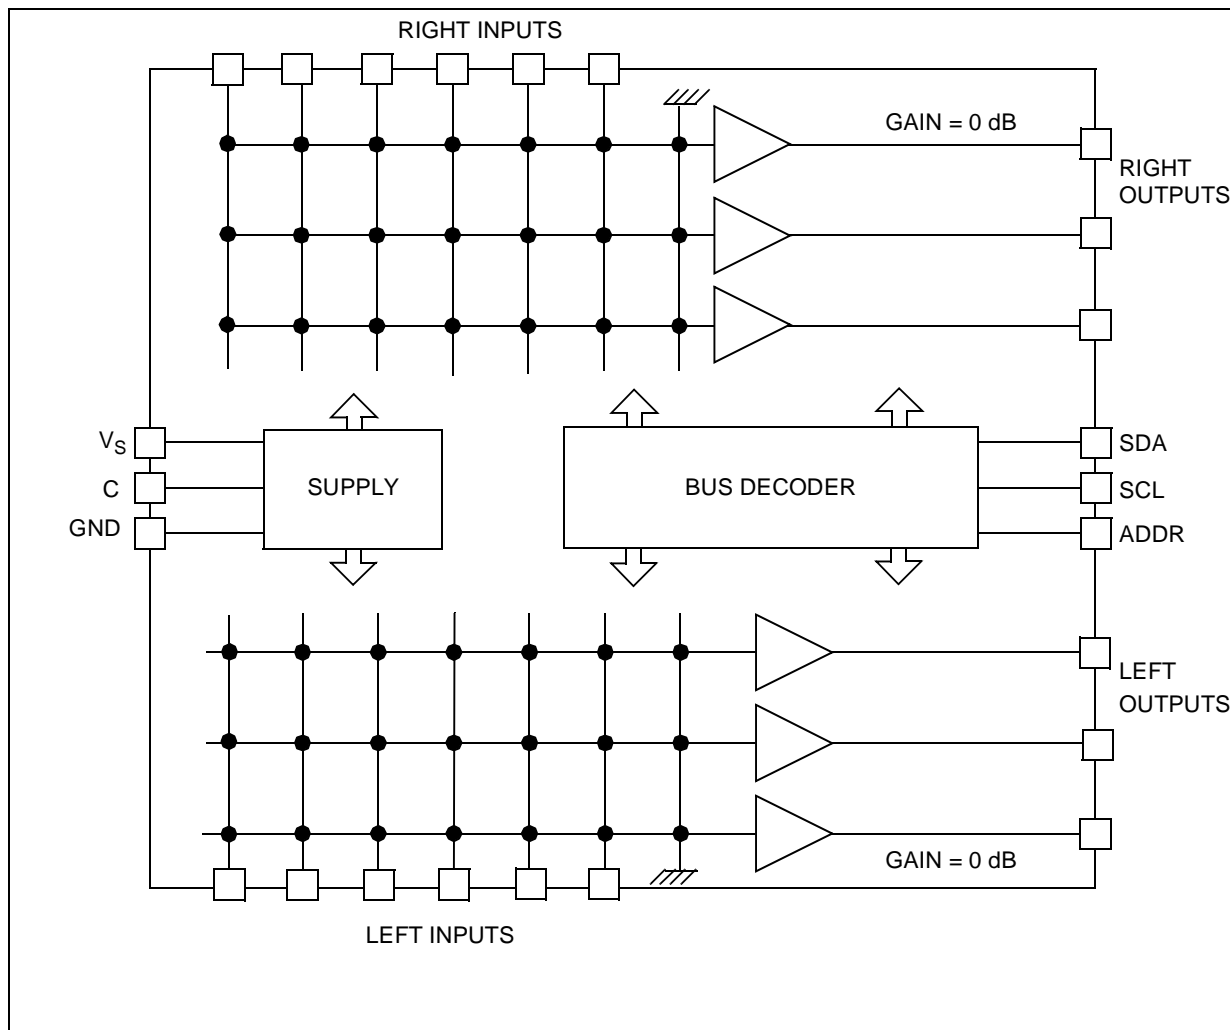 RIGHT INPUTS
GAIN = 0 dB
RIGHT
OUTPUTS
VS
C
GND
SUPPLY
BUS DECODER
SDA
SCL
ADDR
LEFT
OUTPUTS
GAIN = 0 dB
LEFT INPUTS